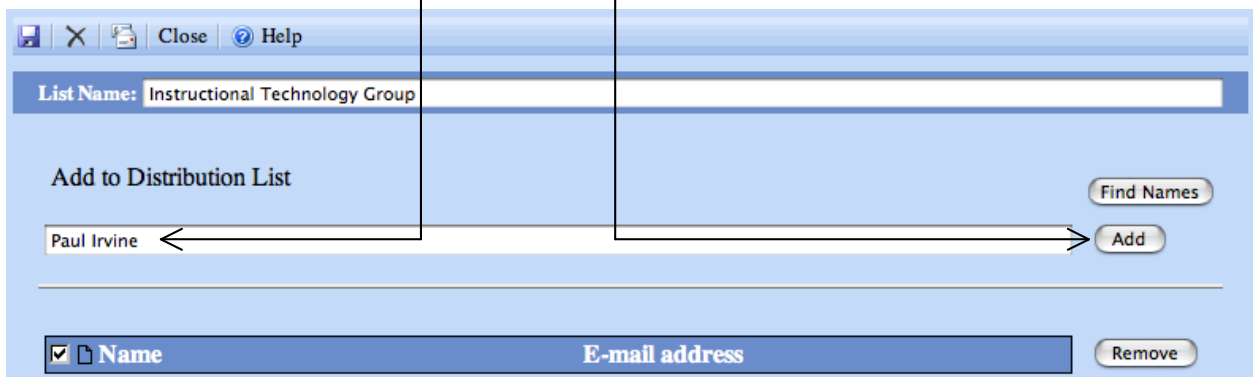 Close Help
List Name: Instructional Technology Group
Add to Distribution List
Find Names
Paul Irvine Add
Name E-mail address Remove